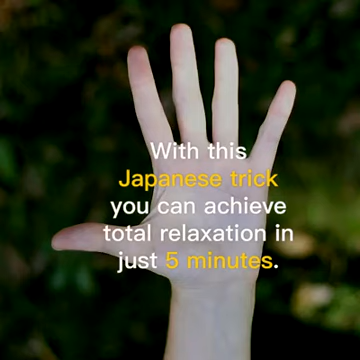 With this
Japanese trick
you can achieve
total relaxation in
just 5 minutes.